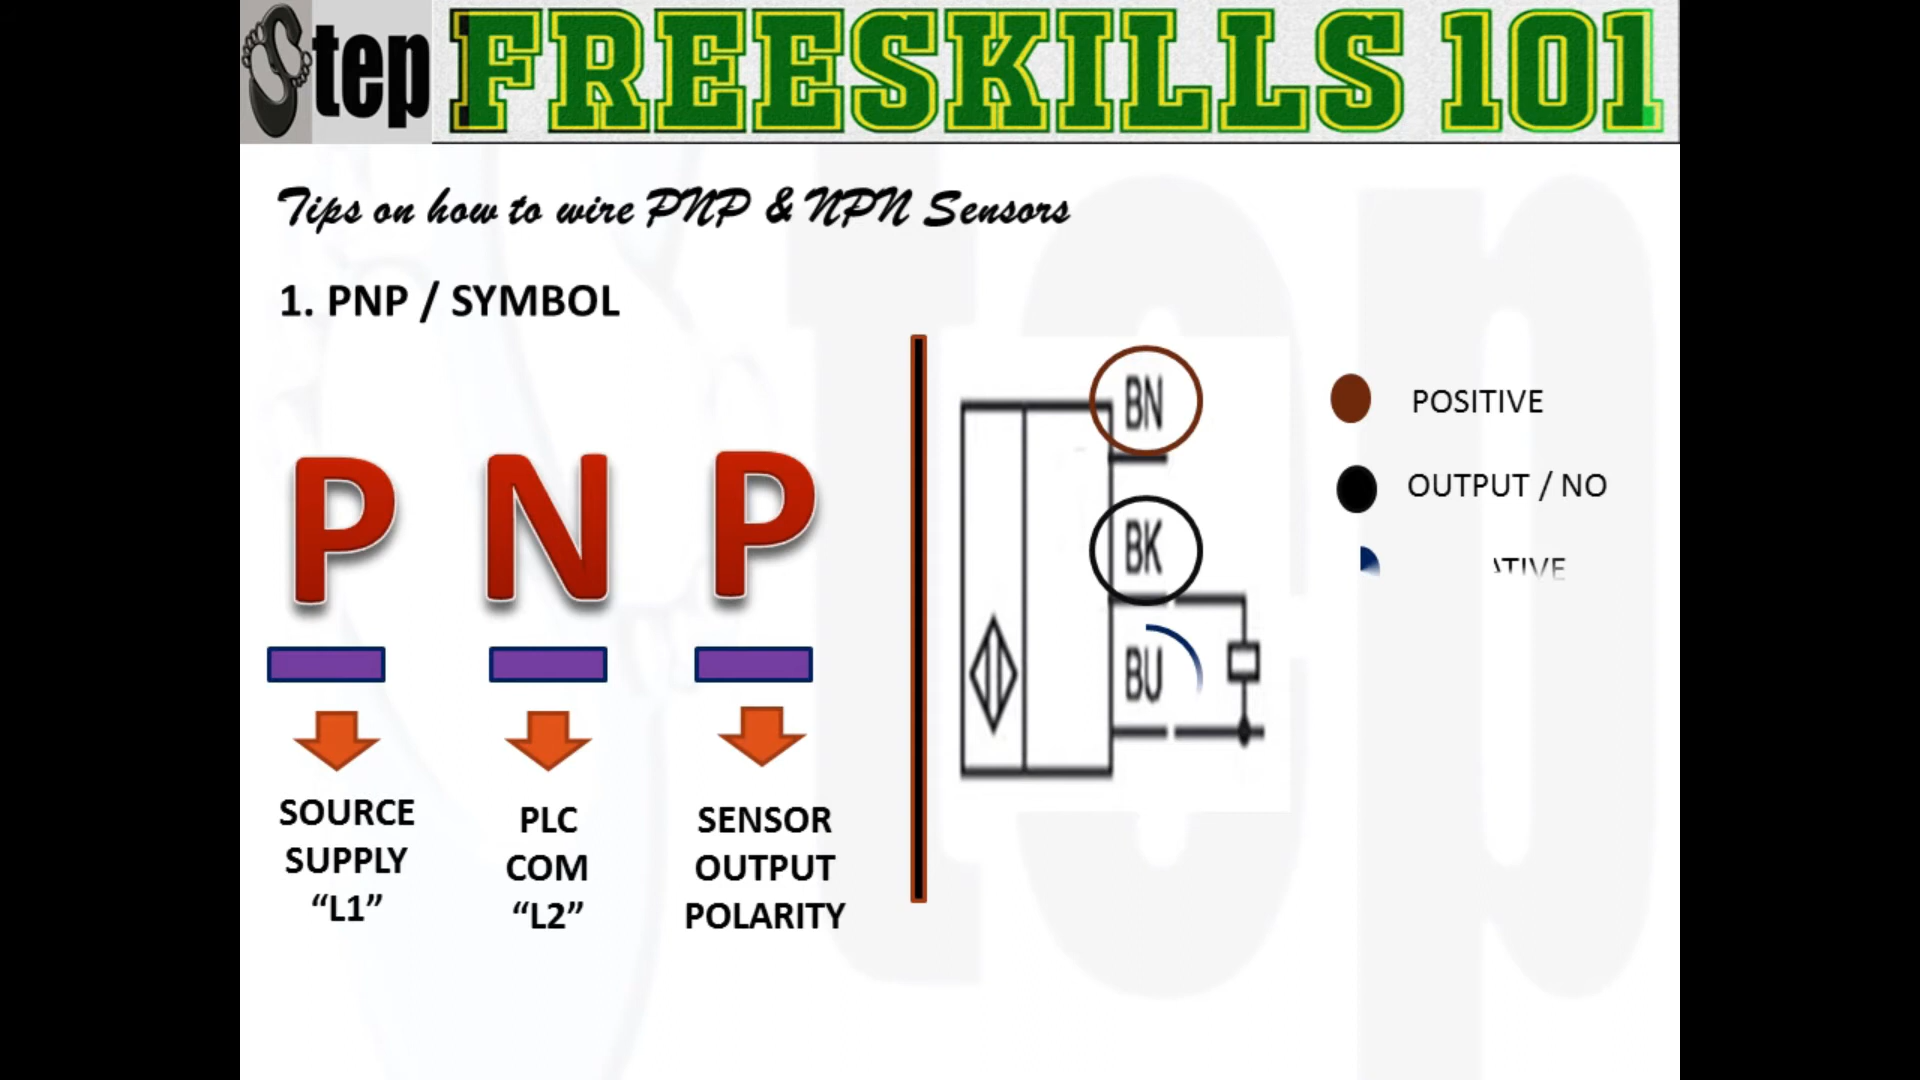 Step FREESKILLS 101
Tips on how to wire PNP & NPN Sensors
1. PNP / SYMBOL
P N P
SOURCE
SUPPLY
“L1”
PLC
COM
“L2”
SENSOR
OUTPUT
POLARITY
BN
BK
BU
POSITIVE
OUTPUT / NO